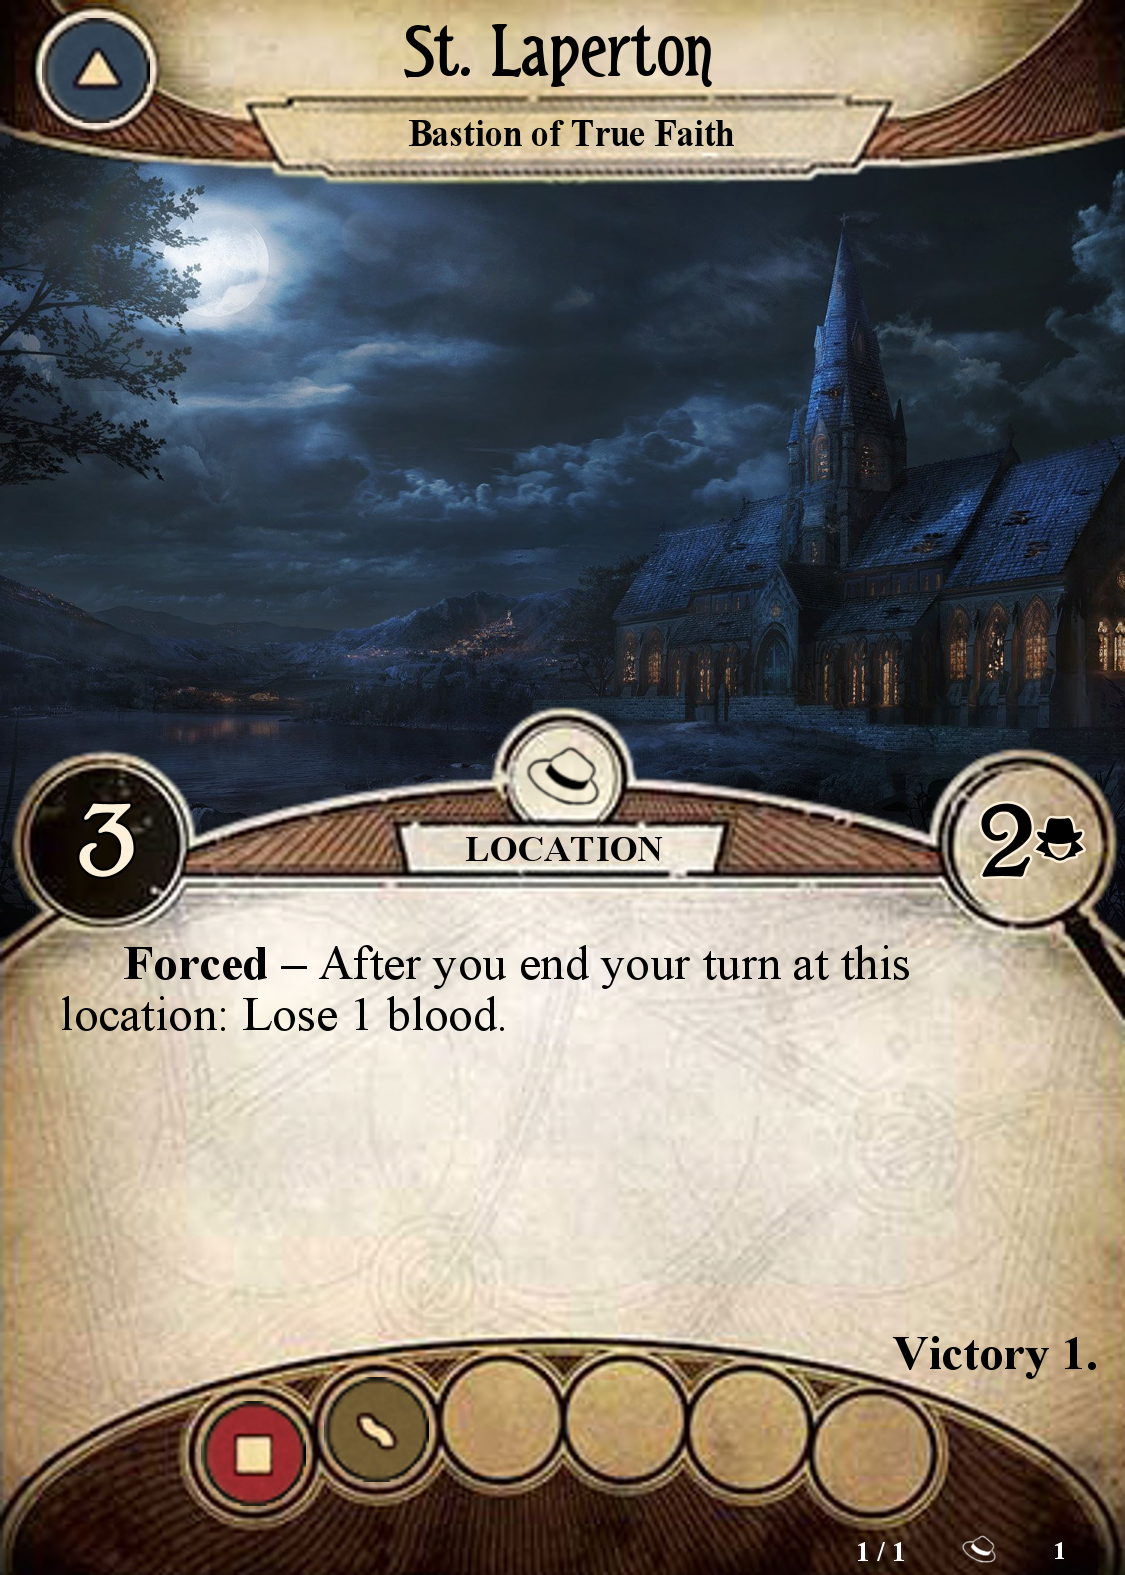 St. Laperton
Bastion of True Faith
3
2
LOCATION
Forced – After you end your turn at this
location: Lose 1 blood.
Victory 1.
1 / 1
1